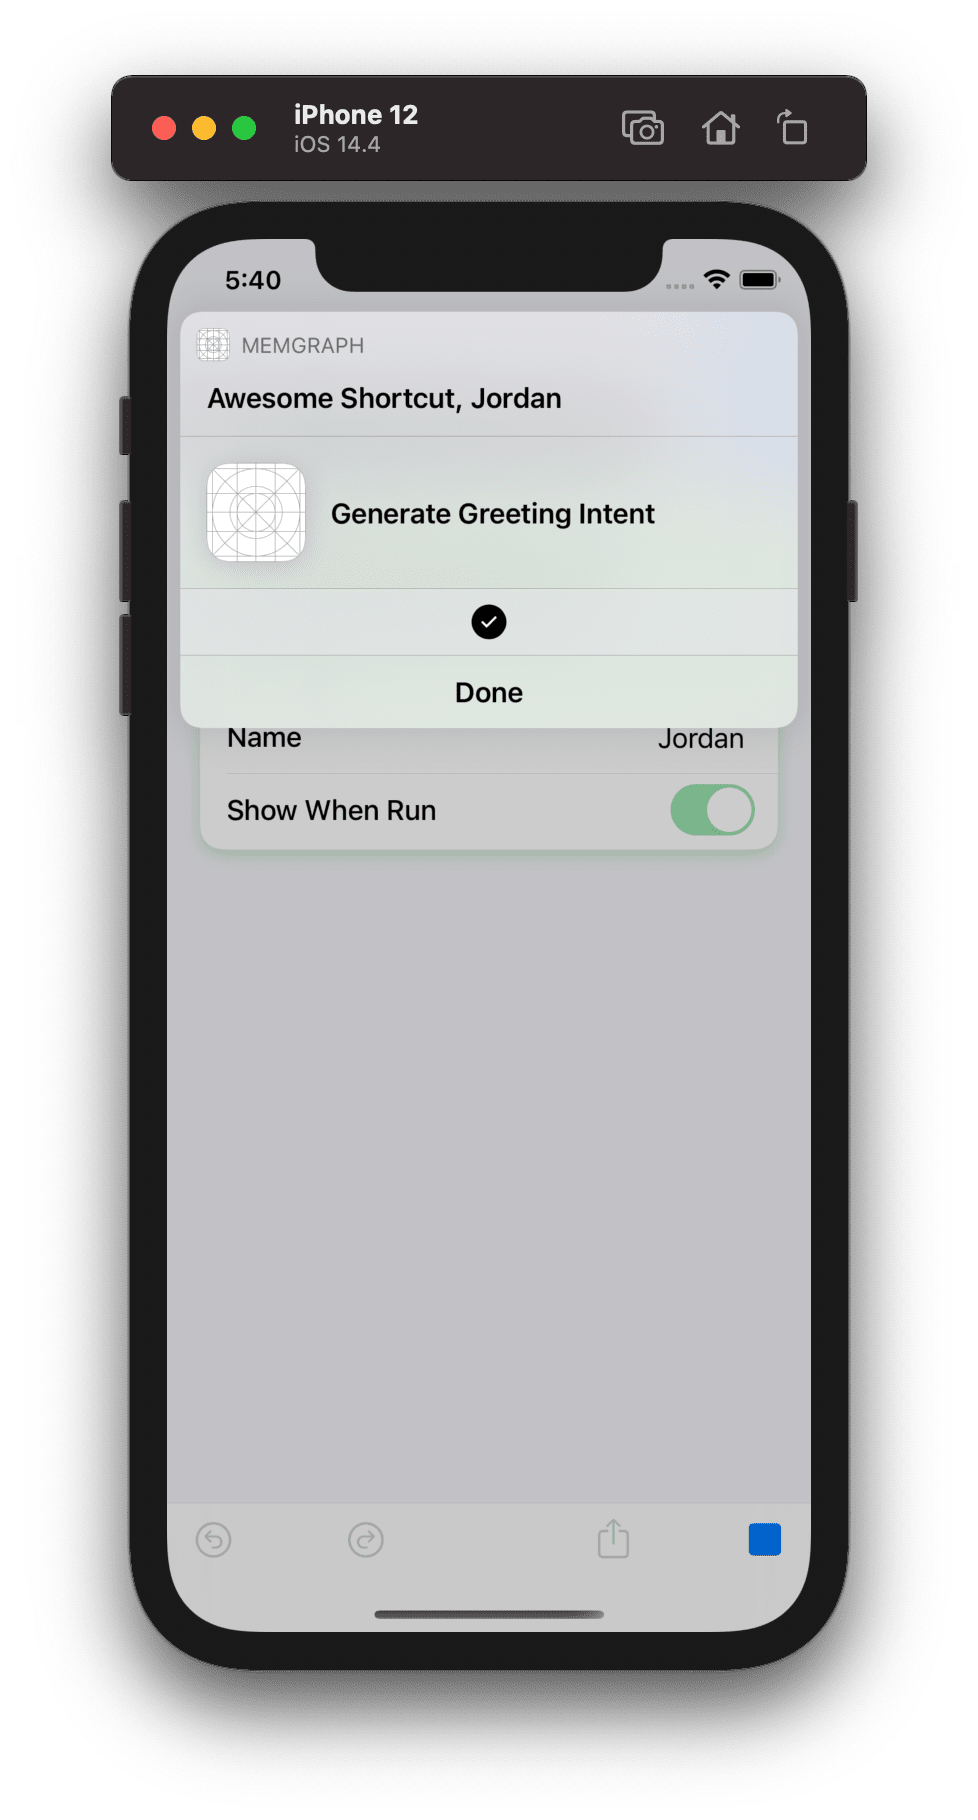 iPhone 12
iOS 14.4
5:40
MEMGRAPH
Awesome Shortcut, Jordan
Generate Greeting Intent
Done
Name Jordan
Show When Run